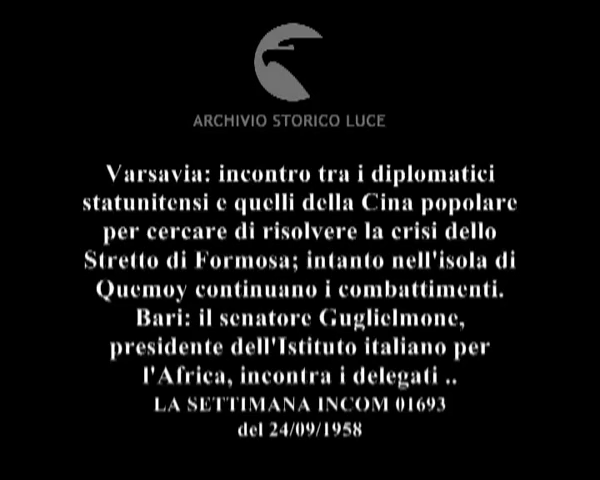 ARCHIVIO STORICO LUCE
Varsavia: incontro tra i diplomatici
statunitensi e quelli della Cina popolare
per cercare di risolvere la crisi dello
Stretto di Formosa; intanto nell'isola di
Quemoy continuano i combattimenti.
Bari: il senatore Guglielmone,
presidente dell'Istituto italiano per
l'Africa, incontra i delegati ..
LA SETTIMANA INCOM 01693
del 24/09/1958